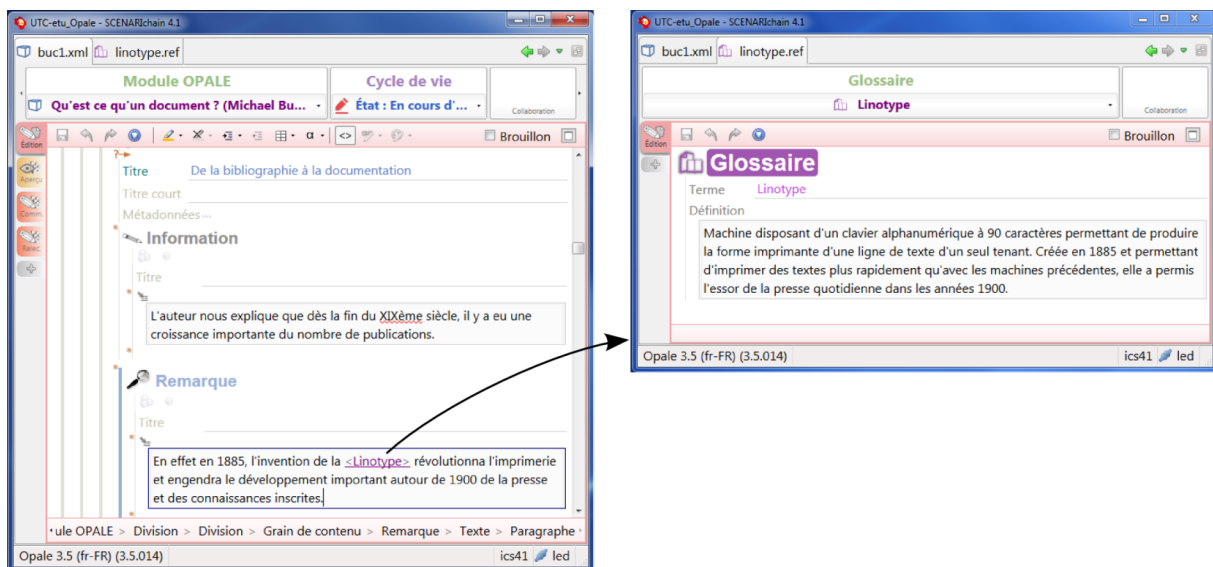 UTC-etu_Opale - SCENARIchain 4.1
buc1.xml linotype.ref
Module OPALE
Qu'est ce qu'un document ? (Michael Bu...
Cycle de vie
État : En cours d'...
Collaboration
Édition
Brouillon
Aperçu
Comm.
Relec.
Titre De la bibliographie à la documentation
Titre court
Métadonnées
Information
Titre
L'auteur nous explique que dès la fin du XIXème siècle, il y a eu une
croissance importante du nombre de publications.
Remarque
Titre
En effet en 1885, l'invention de la <Linotype> révolutionna l'imprimerie
et engendra le développement important autour de 1900 de la presse
et des connaissances inscrites.
ule OPALE > Division > Division > Grain de contenu > Remarque > Texte > Paragraphe
Opale 3.5 (fr-FR) (3.5.014) ics41 led
UTC-etu_Opale - SCENARIchain 4.1
buc1.xml linotype.ref
Glossaire
Linotype
Collaboration
Édition
Brouillon
Glossaire
Terme Linotype
Définition
Machine disposant d'un clavier alphanumérique à 90 caractères permettant de produire
la forme imprimante d'une ligne de texte d'un seul tenant. Créée en 1885 et permettant
d'imprimer des textes plus rapidement qu'avec les machines précédentes, elle a permis
l'essor de la presse quotidienne dans les années 1900.
Opale 3.5 (fr-FR) (3.5.014) ics41 led